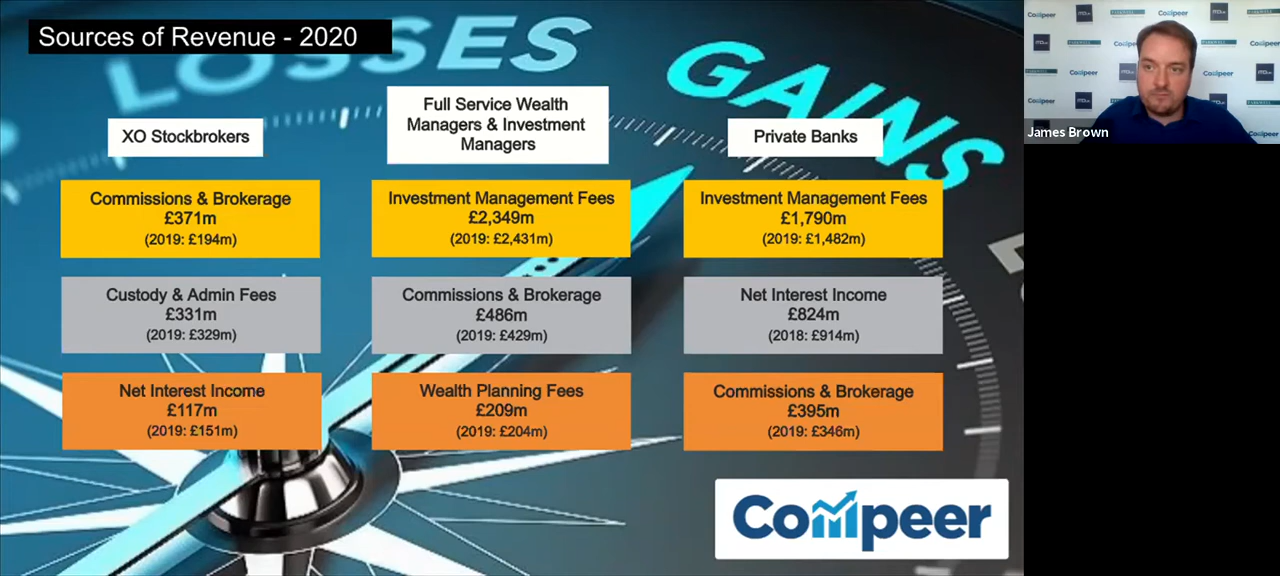 Sources of Revenue - 2020
LOSSES
GAINS
XO Stockbrokers
Commissions & Brokerage
£371m
(2019: £194m)
Custody & Admin Fees
£331m
(2019: £329m)
Net Interest Income
£117m
(2019: £151m)
Full Service Wealth
Managers & Investment
Managers
Investment Management Fees
£2,349m
(2019: £2,431m)
Commissions & Brokerage
£486m
(2019: £429m)
Wealth Planning Fees
£209m
(2019: £204m)
Private Banks
Investment Management Fees
£1,790m
(2019: £1,482m)
Net Interest Income
£824m
(2018: £914m)
Commissions & Brokerage
£395m
(2019: £346m)
Compeer
James Brown
Compeer